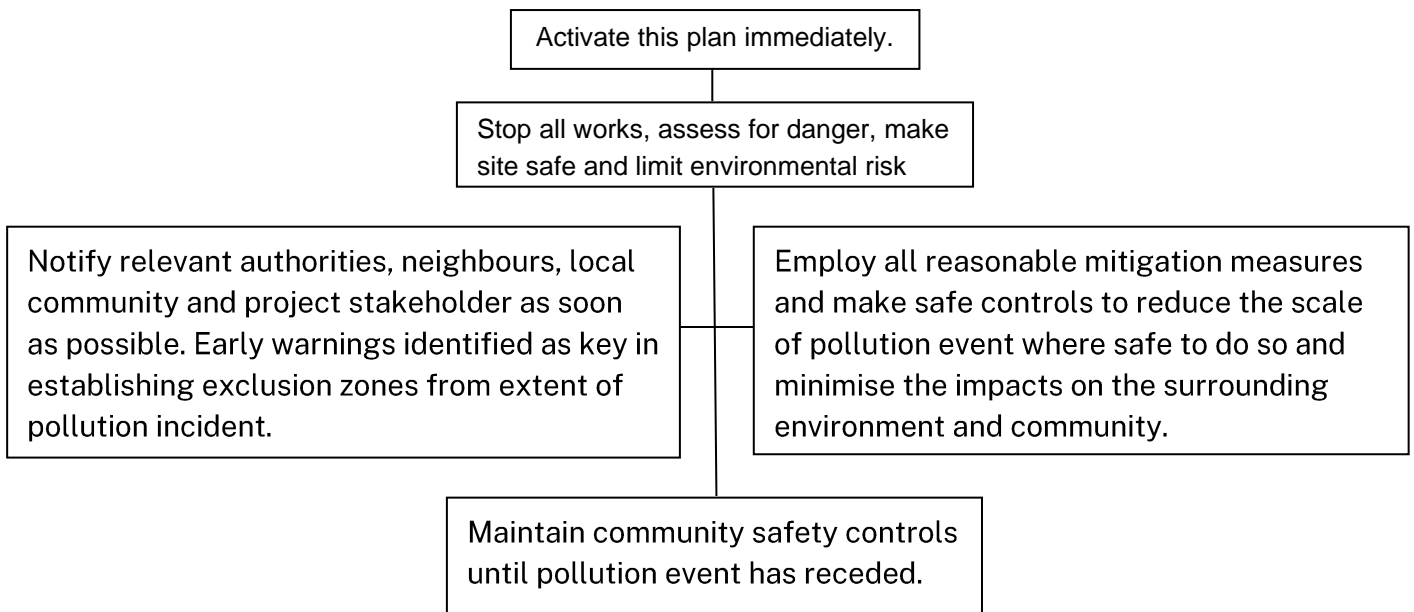 Activate this plan immediately.
Stop all works, assess for danger, make
site safe and limit environmental risk
Notify relevant authorities, neighbours, local
community and project stakeholder as soon
as possible. Early warnings identified as key in
establishing exclusion zones from extent of
pollution incident.
Employ all reasonable mitigation measures
and make safe controls to reduce the scale
of pollution event where safe to do so and
minimise the impacts on the surrounding
environment and community.
Maintain community safety controls
until pollution event has receded.